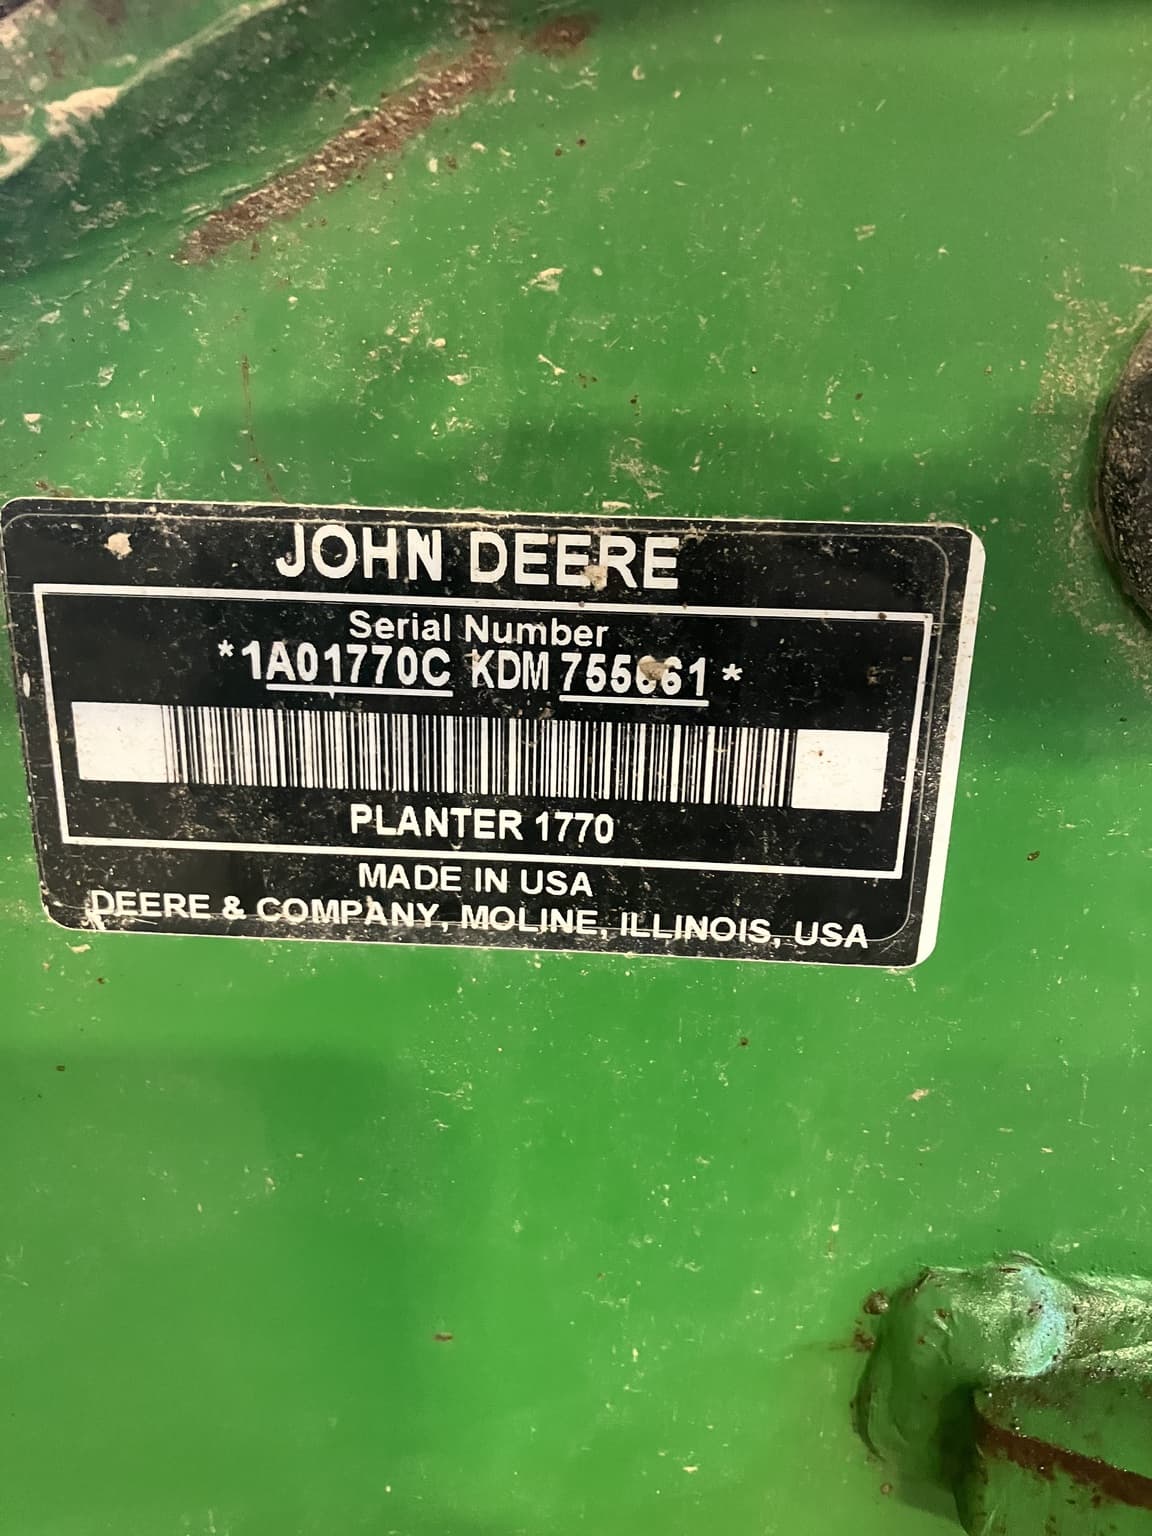 JOHN DEERE
Serial Number
*1A01770C KDM *
PLANTER 1770
MADE IN USA
DEERE & COMPANY, MOLINE, ILLINOIS, USA